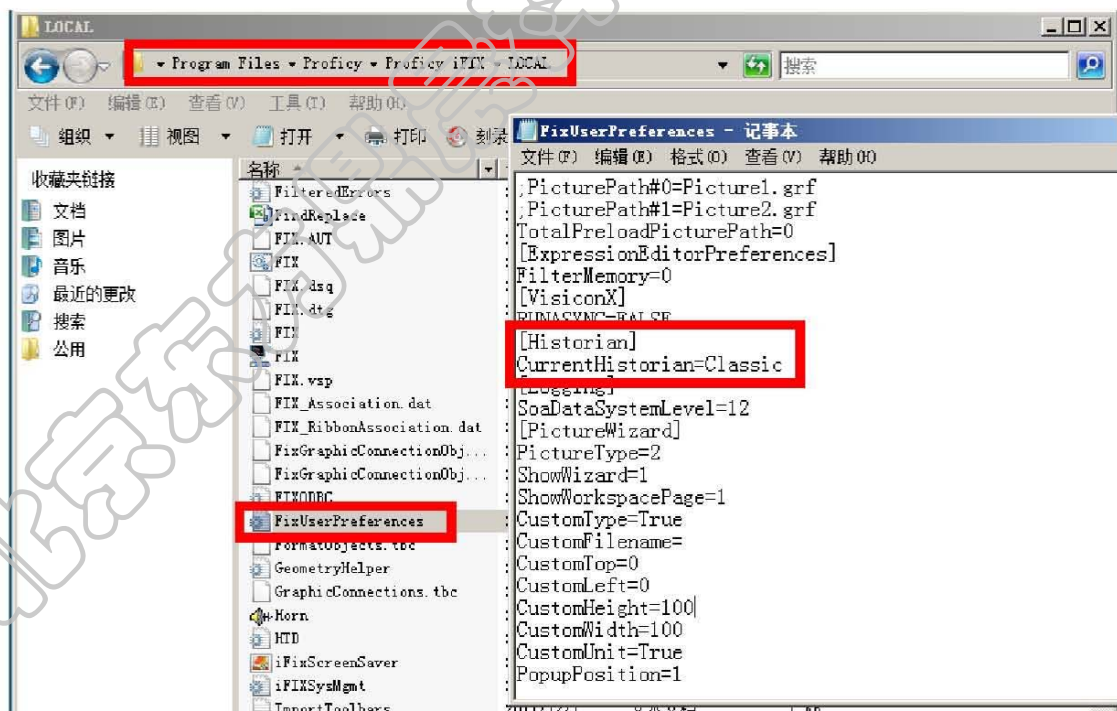 LOCAL
Program Files Proficy Proficy iFIX LOCAL
搜索
文件(F) 编辑(E) 查看(V) 工具(T) 帮助(H)
组织 视图 打开 打印 刻录
收藏夹链接
文档
图片
音乐
最近的更改
搜索
公用
名称
FilteredErrors
FindReplace
FIX.AUT
FIX
FIX.dsq
FIX.dtg
FIX
FIX
FIX.vsp
FIX_Association.dat
FIX_RibbonAssociation.dat
FixGraphicConnectionObj...
FixGraphicConnectionObj...
FIXODBC
FixUserPreferences
FormatObjects.tbc
GeometryHelper
GraphicConnections.tbc
Horn
HTD
iFixScreenSaver
iFIXSysMgmt
ImportToolbars
FixUserPreferences - 记事本
文件(F) 编辑(E) 格式(O) 查看(V) 帮助(H)
;PicturePath#0=Picture1.grf
;PicturePath#1=Picture2.grf
TotalPreloadPicturePath=0
[ExpressionEditorPreferences]
FilterMemory=0
[VisiconX]
RUNASYNC=FALSE
[Historian]
CurrentHistorian=Classic
[Logging]
SoaDataSystemLevel=12
[PictureWizard]
PictureType=2
ShowWizard=1
ShowWorkspacePage=1
CustomType=True
CustomFilename=
CustomTop=0
CustomLeft=0
CustomHeight=100
CustomWidth=100
CustomUnit=True
PopupPosition=1